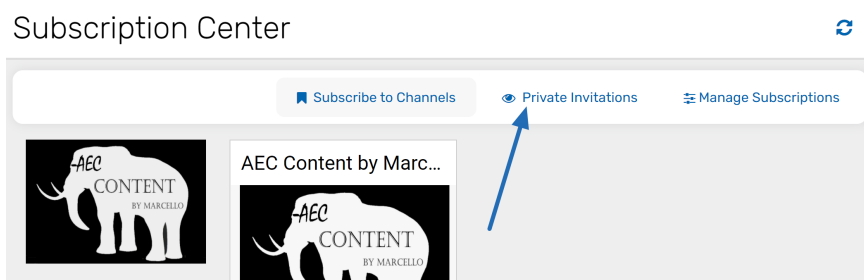 Subscription Center
Subscribe to Channels
Private Invitations
Manage Subscriptions
AEC
CONTENT
BY MARCELLO
AEC Content by Marc...
AEC
CONTENT
BY MARCELLO